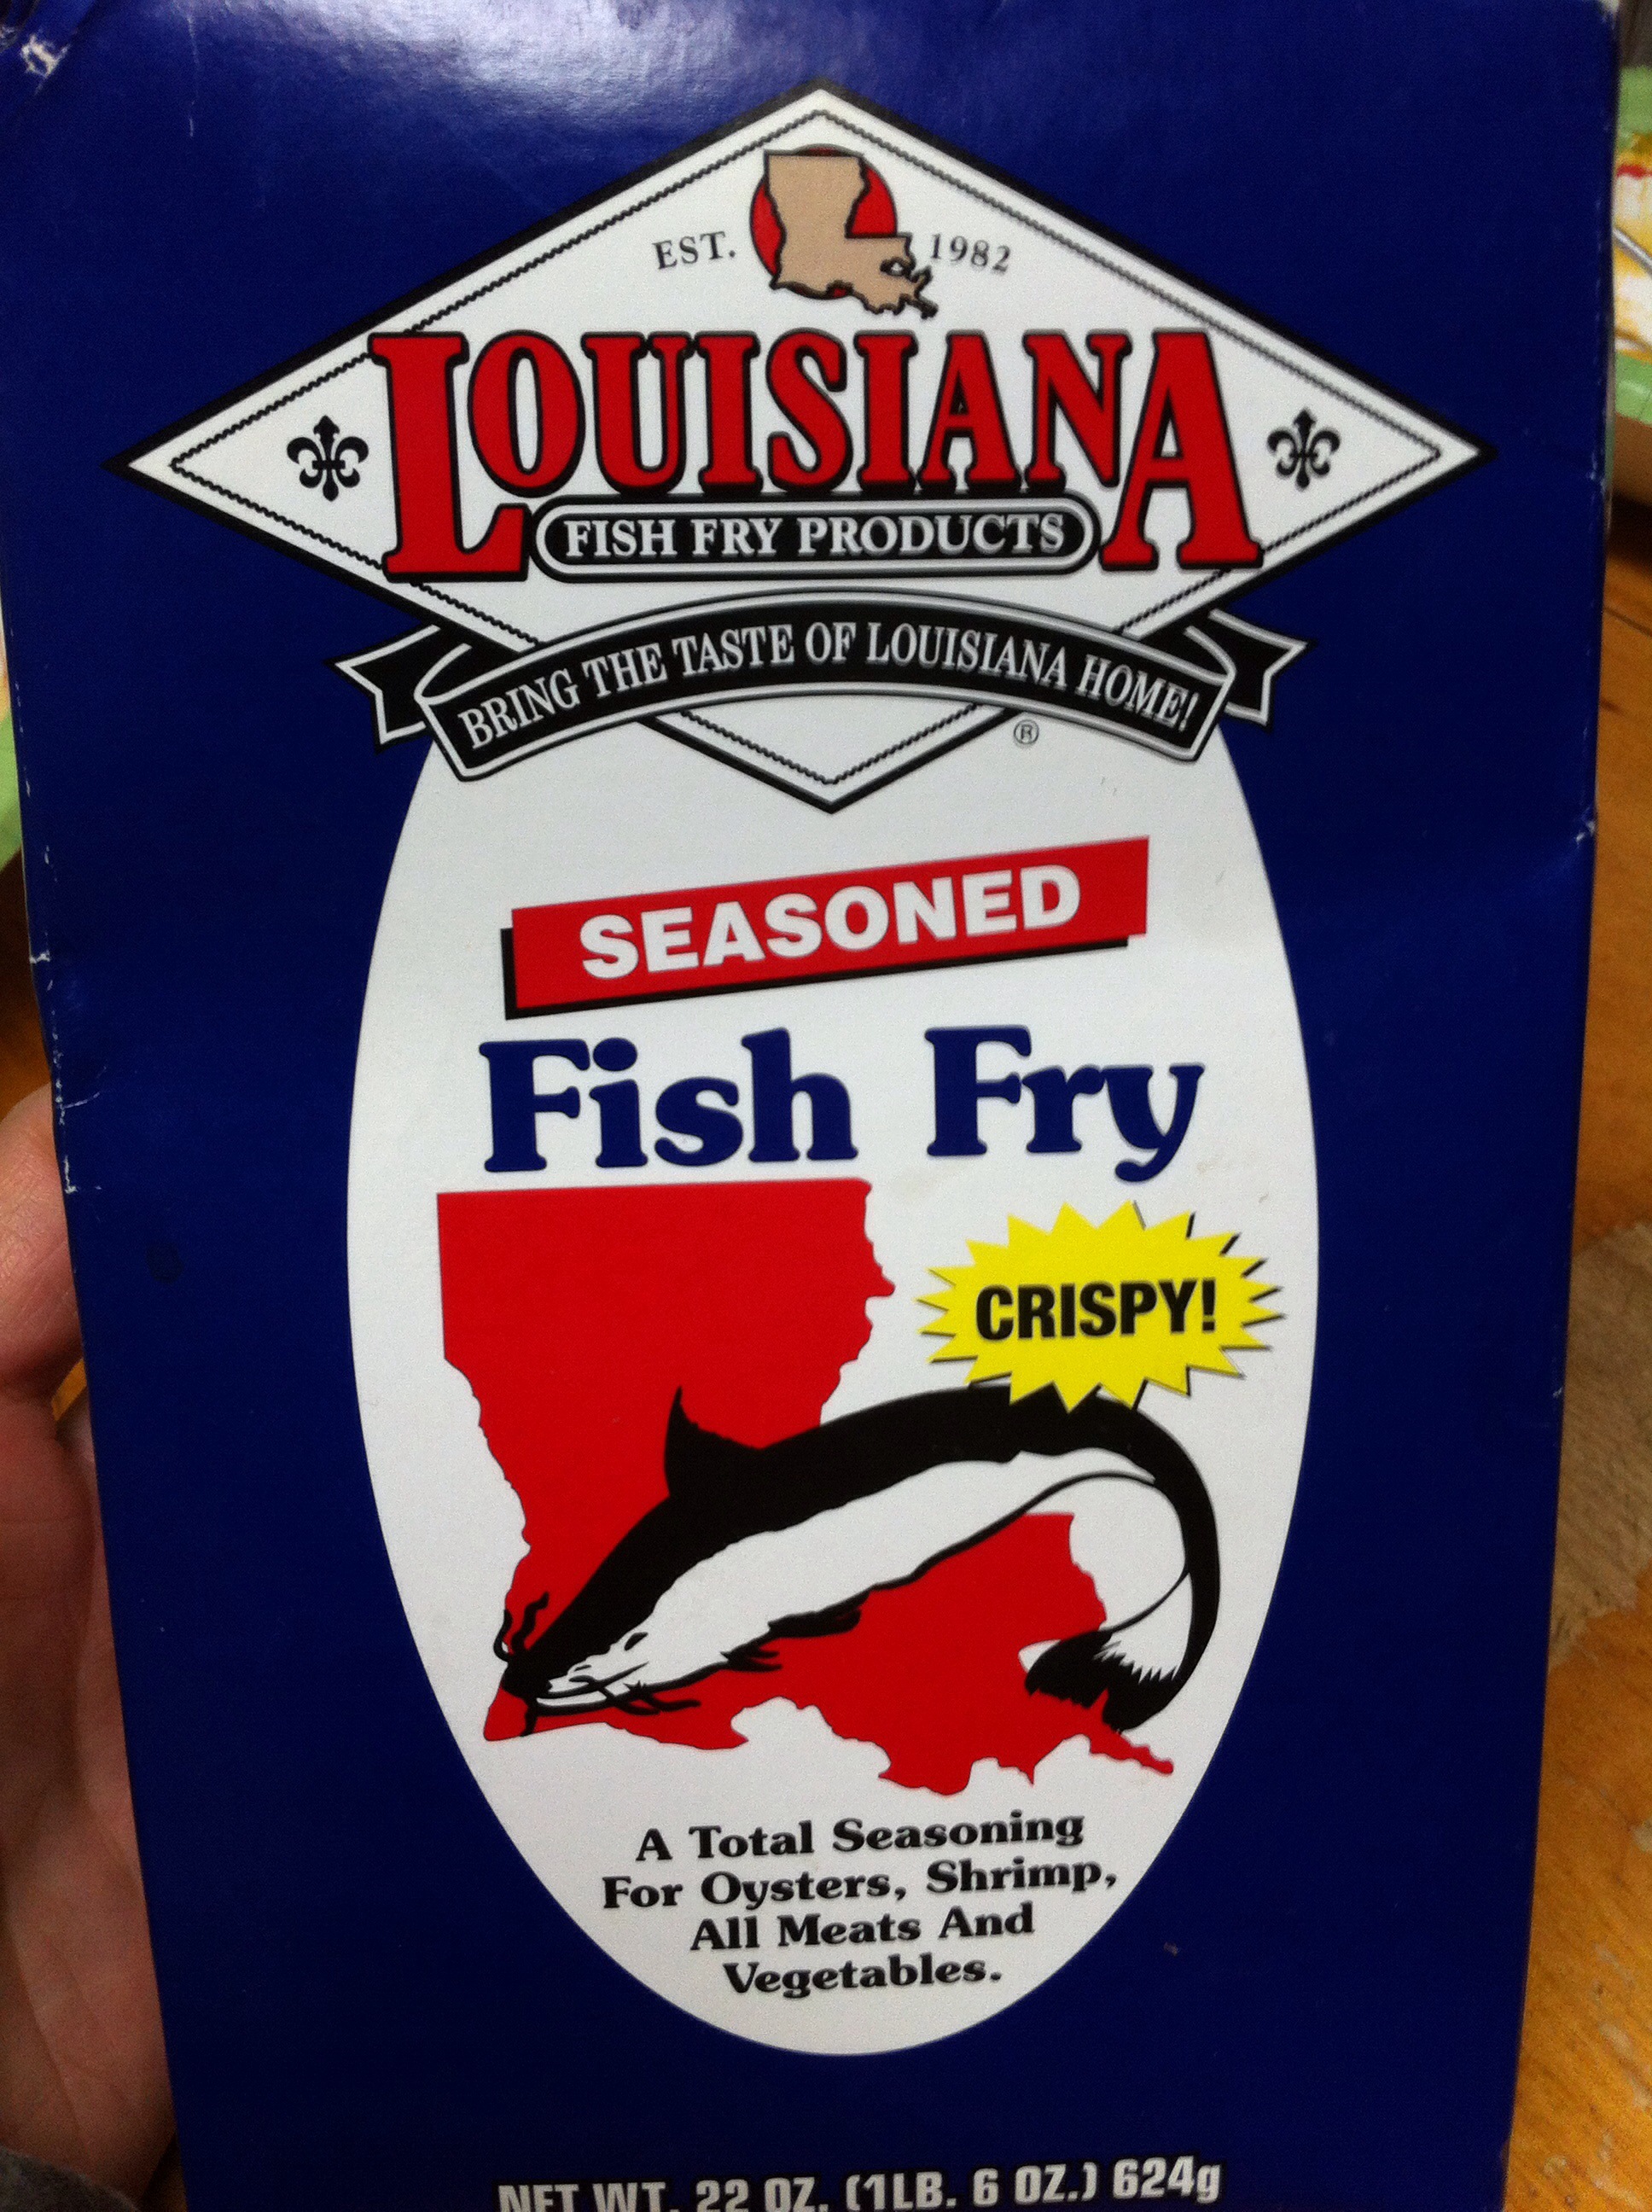 EST. 1982
LOUISIANA
FISH FRY PRODUCTS
BRING THE TASTE OF LOUISIANA HOME!
®
SEASONED
Fish Fry
CRISPY!
A Total Seasoning
For Oysters, Shrimp,
All Meats And
Vegetables.
NET WT. 22 OZ. (1LB. 6 OZ.) 624g